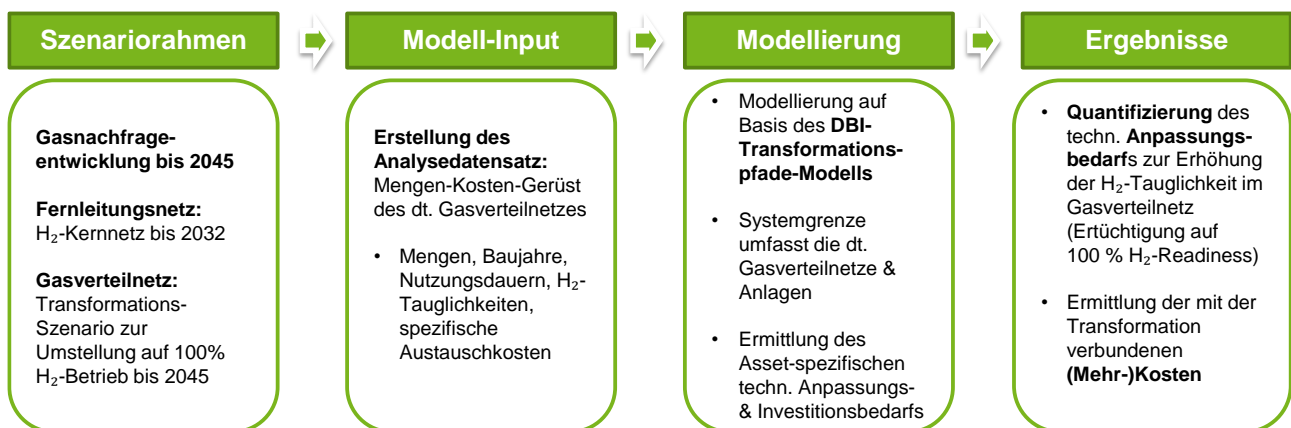 Szenariorahmen
Gasnachfrage-
entwicklung bis 2045
Fernleitungsnetz:
H₂-Kernnetz bis 2032
Gasverteilnetz:
Transformations-
Szenario zur
Umstellung auf 100%
H₂-Betrieb bis 2045
Modell-Input
Erstellung des
Analysedatensatz:
Mengen-Kosten-Gerüst
des dt. Gasverteilnetzes
• Mengen, Baujahre,
Nutzungsdauern, H₂-
Tauglichkeiten,
spezifische
Austauschkosten
Modellierung
• Modellierung auf
Basis des DBI-
Transformations-
pfade-Modells
• Systemgrenze
umfasst die dt.
Gasverteilnetze &
Anlagen
• Ermittlung des
Asset-spezifischen
techn. Anpassungs-
& Investitionsbedarfs
Ergebnisse
• Quantifizierung des
techn. Anpassungs-
bedarfs zur Erhöhung
der H₂-Tauglichkeit im
Gasverteilnetz
(Ertüchtigung auf
100 % H₂-Readiness)
• Ermittlung der mit der
Transformation
verbundenen
(Mehr-)Kosten